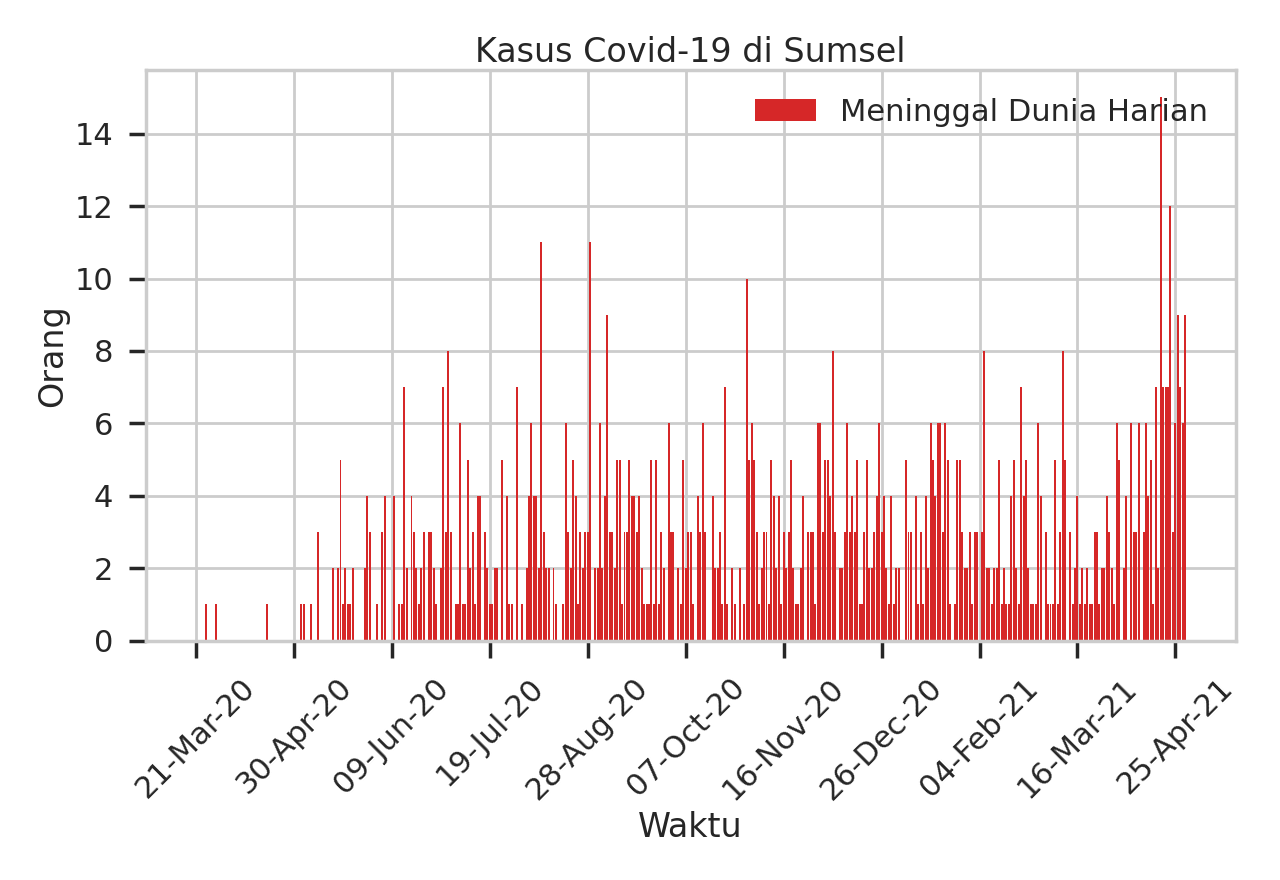 Kasus Covid-19 di Sumsel
Meninggal Dunia Harian
14
12
10
8
6
4
2
0
Orang
21-Mar-20
30-Apr-20
09-Jun-20
19-Jul-20
28-Aug-20
07-Oct-20
16-Nov-20
26-Dec-20
04-Feb-21
16-Mar-21
25-Apr-21
Waktu